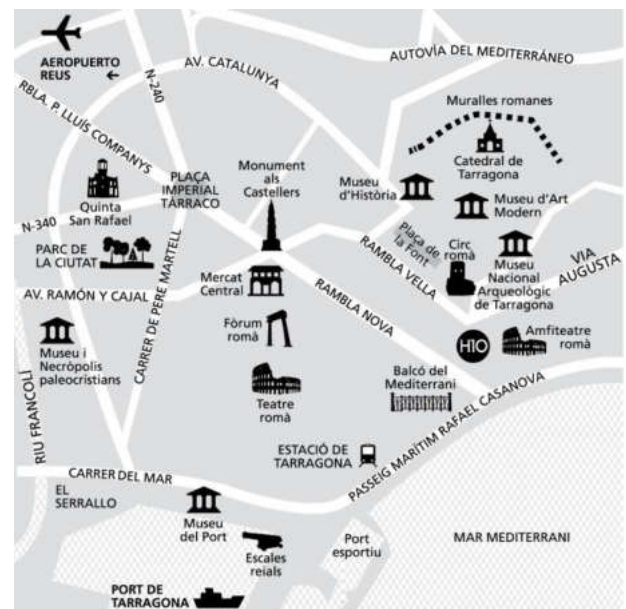 AEROPUERTO
REUS
N-240
AV. CATALUNYA
AUTOVÍA DEL MEDITERRÁNEO
RBLA. P. LLUÍS COMPANYS
Muralles romanes
Catedral de
Tarragona
Quinta
San Rafael
PLAÇA
IMPERIAL
TÀRRACO
Monument
als
Castellers
Museu
d'Història
Museu d'Art
Modern
N-340
PARC DE
LA CIUTAT
CARRER DE PERE MARTELL
Plaça de
la Font
RAMBLA VELLA
Circ
romà
Museu
Nacional
Arqueològic
de Tarragona
VIA
AUGUSTA
AV. RAMÓN Y CAJAL
Mercat
Central
RAMBLA NOVA
Fòrum
romà
H10
Amfiteatre
romà
Museu i
Necròpolis
paleocristians
Teatre
romà
Balcó del
Mediterrani
RIU FRANCOLÍ
ESTACIÓ DE
TARRAGONA
PASSEIG MARÍTIM RAFAEL CASANOVA
CARRER DEL MAR
EL
SERRALLO
Museu
del Port
Escales
reials
Port
esportiu
MAR MEDITERRANI
PORT DE
TARRAGONA